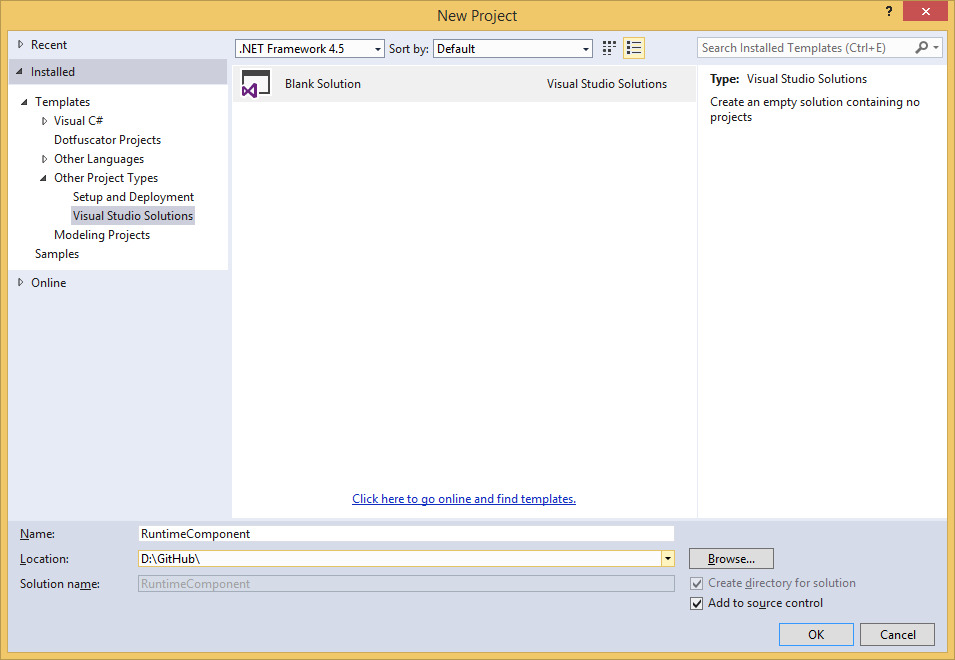 New Project
?
Recent
Installed
Templates
Visual C#
Dotfuscator Projects
Other Languages
Other Project Types
Setup and Deployment
Visual Studio Solutions
Modeling Projects
Samples
Online
.NET Framework 4.5
Sort by: Default
Search Installed Templates (Ctrl+E)
Blank Solution Visual Studio Solutions
Type: Visual Studio Solutions
Create an empty solution containing no
projects
Click here to go online and find templates.
Name: RuntimeComponent
Location: D:\GitHub\
Browse...
Solution name: RuntimeComponent
Create directory for solution
Add to source control
OK Cancel